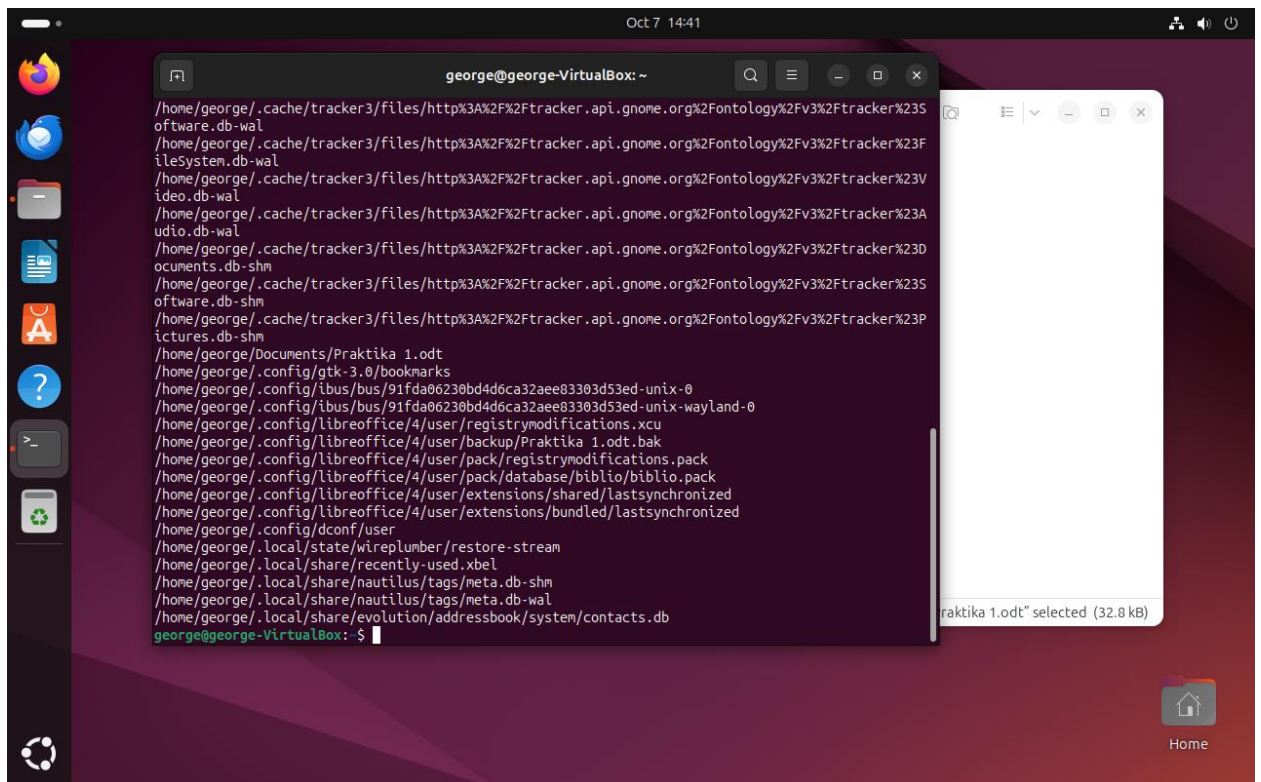 Oct 7 14:41
george@george-VirtualBox: ~
/home/george/.cache/tracker3/files/http%3A%2F%2Ftracker.api.gnome.org%2Fontology%2Fv3%2Ftracker%23S
oftware.db-wal
/home/george/.cache/tracker3/files/http%3A%2F%2Ftracker.api.gnome.org%2Fontology%2Fv3%2Ftracker%23F
ileSystem.db-wal
/home/george/.cache/tracker3/files/http%3A%2F%2Ftracker.api.gnome.org%2Fontology%2Fv3%2Ftracker%23V
ideo.db-wal
/home/george/.cache/tracker3/files/http%3A%2F%2Ftracker.api.gnome.org%2Fontology%2Fv3%2Ftracker%23A
udio.db-wal
/home/george/.cache/tracker3/files/http%3A%2F%2Ftracker.api.gnome.org%2Fontology%2Fv3%2Ftracker%23D
ocuments.db-shm
/home/george/.cache/tracker3/files/http%3A%2F%2Ftracker.api.gnome.org%2Fontology%2Fv3%2Ftracker%23S
oftware.db-shm
/home/george/.cache/tracker3/files/http%3A%2F%2Ftracker.api.gnome.org%2Fontology%2Fv3%2Ftracker%23P
ictures.db-shm
/home/george/Documents/Praktika 1.odt
/home/george/.config/gtk-3.0/bookmarks
/home/george/.config/ibus/bus/91fda06230bd4d6ca32aee83303d53ed-unix-0
/home/george/.config/ibus/bus/91fda06230bd4d6ca32aee83303d53ed-unix-wayland-0
/home/george/.config/libreoffice/4/user/registrymodifications.xcu
/home/george/.config/libreoffice/4/user/backup/Praktika 1.odt.bak
/home/george/.config/libreoffice/4/user/pack/registrymodifications.pack
/home/george/.config/libreoffice/4/user/pack/database/biblio/biblio.pack
/home/george/.config/libreoffice/4/user/extensions/shared/lastsynchronized
/home/george/.config/libreoffice/4/user/extensions/bundled/lastsynchronized
/home/george/.config/dconf/user
/home/george/.local/state/wireplumber/restore-stream
/home/george/.local/share/recently-used.xbel
/home/george/.local/share/nautilus/tags/meta.db-shm
/home/george/.local/share/nautilus/tags/meta.db-wal
/home/george/.local/share/evolution/addressbook/system/contacts.db
george@george-VirtualBox:~$
raktika 1.odt” selected (32.8 kB)
Home